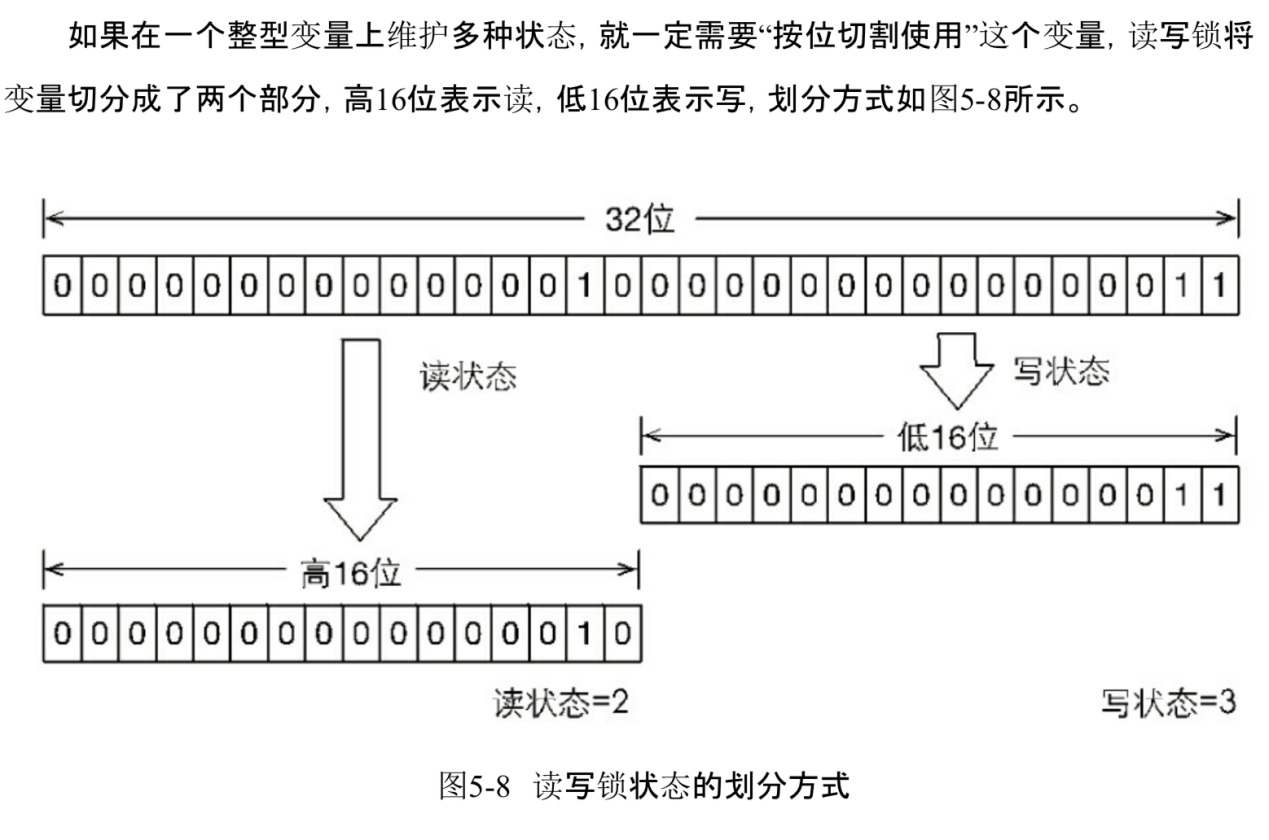 如果在一个整型变量上维护多种状态，就一定需要“按位切割使用”这个变量，读写锁将
变量切分成了两个部分，高16位表示读，低16位表示写，划分方式如图5-8所示。
32位
0 0 0 0 0 0 0 0 0 0 0 0 0 0 1 0 0 0 0 0 0 0 0 0 0 0 0 0 0 0 1 1
读状态
写状态
低16位
0 0 0 0 0 0 0 0 0 0 0 0 0 0 1 1
高16位
0 0 0 0 0 0 0 0 0 0 0 0 0 0 1 0
读状态=2
写状态=3
图5-8 读写锁状态的划分方式